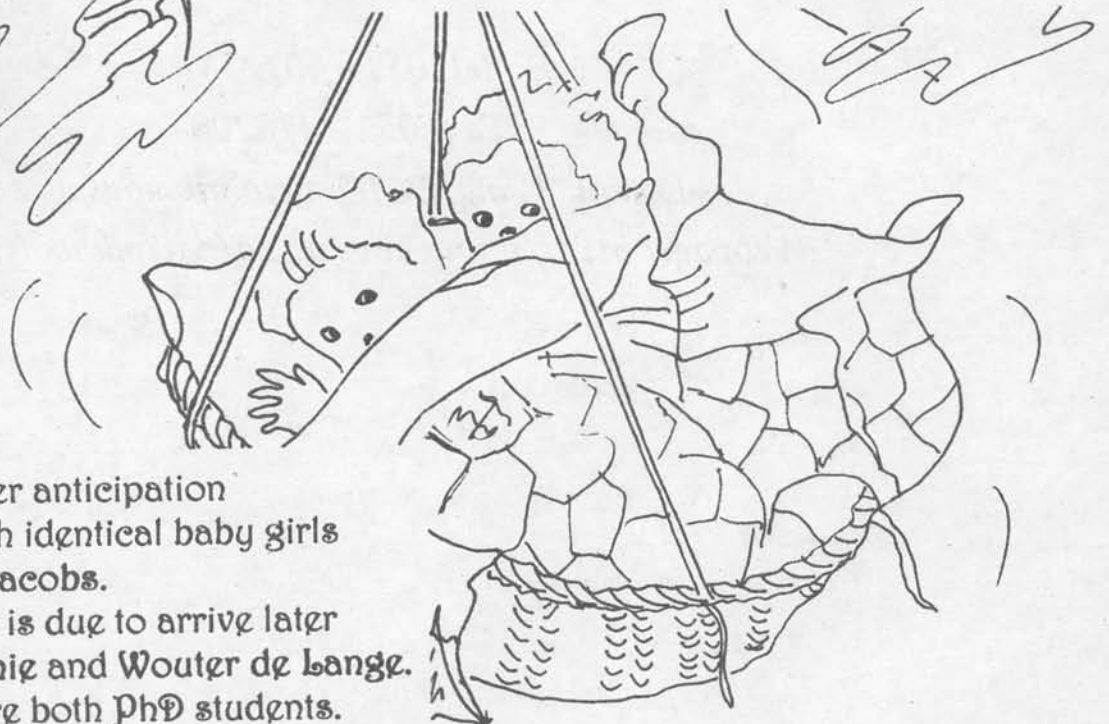 er anticipation
h identical baby girls
acobs.
is due to arrive later
nie and Wouter de Lange.
re both PhD students.